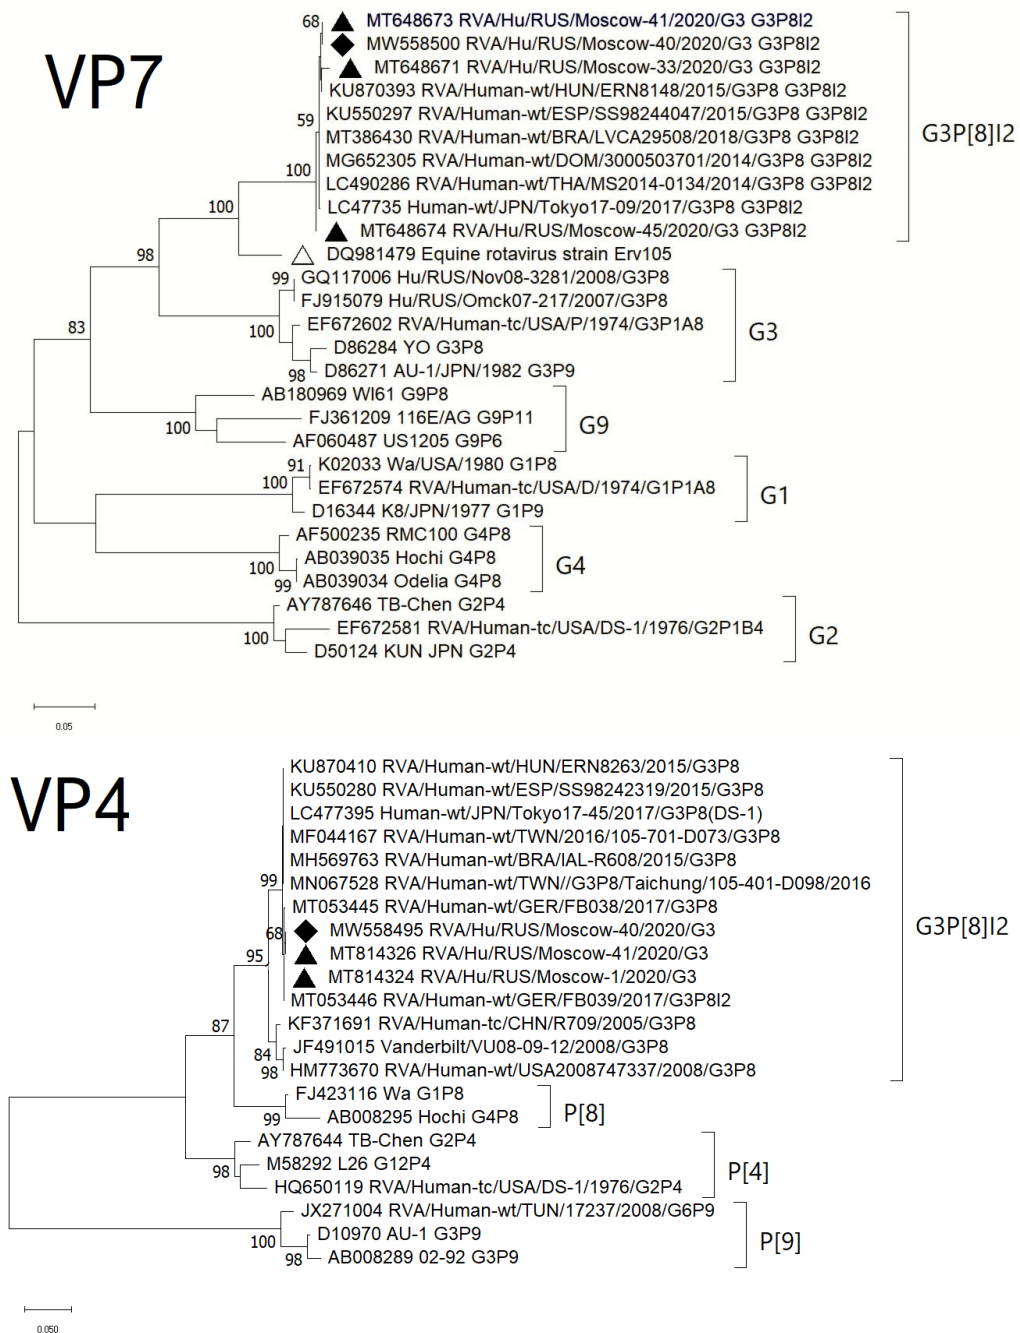 VP7
68
MT648673 RVA/Hu/RUS/Moscow-41/2020/G3 G3P8I2
MW558500 RVA/Hu/RUS/Moscow-40/2020/G3 G3P8I2
MT648671 RVA/Hu/RUS/Moscow-33/2020/G3 G3P8I2
KU870393 RVA/Human-wt/HUN/ERN8148/2015/G3P8 G3P8I2
KU550297 RVA/Human-wt/ESP/SS98244047/2015/G3P8 G3P8I2
59
MT386430 RVA/Human-wt/BRA/LVCA29508/2018/G3P8 G3P8I2
G3P[8]I2
MG652305 RVA/Human-wt/DOM/3000503701/2014/G3P8 G3P8I2
100
LC490286 RVA/Human-wt/THA/MS2014-0134/2014/G3P8 G3P8I2
100
LC47735 Human-wt/JPN/Tokyo17-09/2017/G3P8 G3P8I2
MT648674 RVA/Hu/RUS/Moscow-45/2020/G3 G3P8I2
98
DQ981479 Equine rotavirus strain Erv105
99
GQ117006 Hu/RUS/Nov08-3281/2008/G3P8
FJ915079 Hu/RUS/Omck07-217/2007/G3P8
83
100
EF672602 RVA/Human-tc/USA/P/1974/G3P1A8
G3
D86284 YO G3P8
98
D86271 AU-1/JPN/1982 G3P9
AB180969 WI61 G9P8
100
FJ361209 116E/AG G9P11
G9
AF060487 US1205 G9P6
91
K02033 Wa/USA/1980 G1P8
100
EF672574 RVA/Human-tc/USA/D/1974/G1P1A8
G1
D16344 K8/JPN/1977 G1P9
AF500235 RMC100 G4P8
100
AB039035 Hochi G4P8
G4
99
AB039034 Odelia G4P8
AY787646 TB-Chen G2P4
100
EF672581 RVA/Human-tc/USA/DS-1/1976/G2P1B4
G2
D50124 KUN JPN G2P4
0.05
VP4
KU870410 RVA/Human-wt/HUN/ERN8263/2015/G3P8
KU550280 RVA/Human-wt/ESP/SS98242319/2015/G3P8
LC477395 Human-wt/JPN/Tokyo17-45/2017/G3P8(DS-1)
MF044167 RVA/Human-wt/TWN/2016/105-701-D073/G3P8
MH569763 RVA/Human-wt/BRA/IAL-R608/2015/G3P8
99
MN067528 RVA/Human-wt/TWN//G3P8/Taichung/105-401-D098/2016
MT053445 RVA/Human-wt/GER/FB038/2017/G3P8
G3P[8]I2
68
MW558495 RVA/Hu/RUS/Moscow-40/2020/G3
95
MT814326 RVA/Hu/RUS/Moscow-41/2020/G3
MT814324 RVA/Hu/RUS/Moscow-1/2020/G3
MT053446 RVA/Human-wt/GER/FB039/2017/G3P8I2
87
KF371691 RVA/Human-tc/CHN/R709/2005/G3P8
84
JF491015 Vanderbilt/VU08-09-12/2008/G3P8
98
HM773670 RVA/Human-wt/USA2008747337/2008/G3P8
FJ423116 Wa G1P8
99
AB008295 Hochi G4P8
P[8]
AY787644 TB-Chen G2P4
98
M58292 L26 G12P4
P[4]
HQ650119 RVA/Human-tc/USA/DS-1/1976/G2P4
JX271004 RVA/Human-wt/TUN/17237/2008/G6P9
100
D10970 AU-1 G3P9
P[9]
98
AB008289 02-92 G3P9
0.050